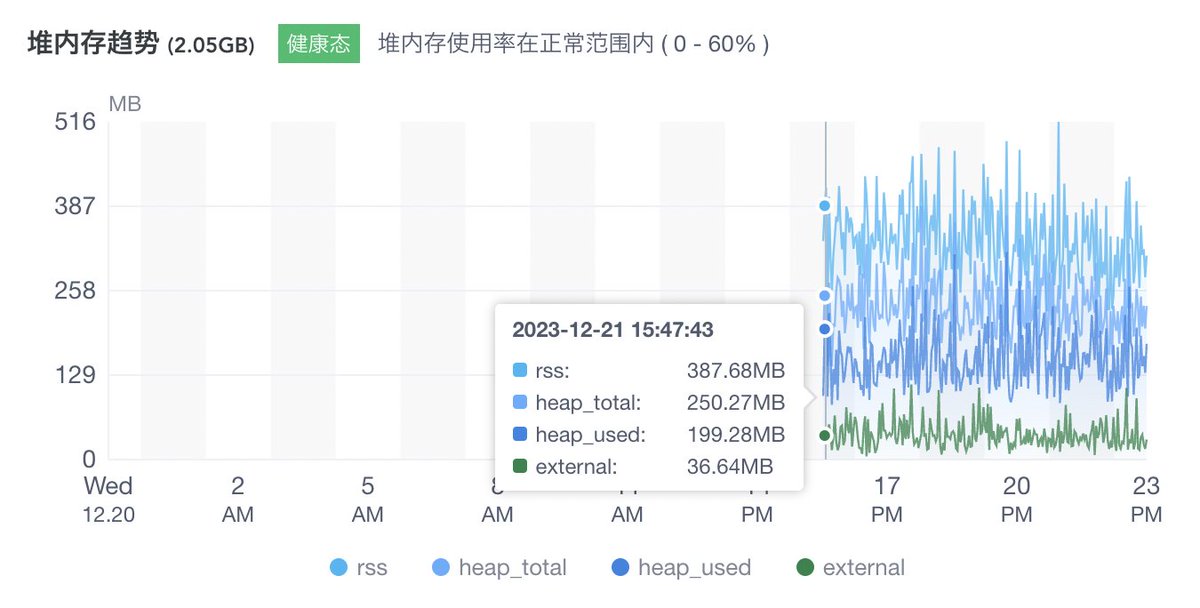 堆内存趋势 (2.05GB) 健康态 堆内存使用率在正常范围内 ( 0 - 60% )
MB
516
387
258
129
0
2023-12-21 15:47:43
rss: 387.68MB
heap_total: 250.27MB
heap_used: 199.28MB
external: 36.64MB
Wed 2 5 8 17 20 23
12.20 AM AM AM AM PM PM PM PM
rss heap_total heap_used external